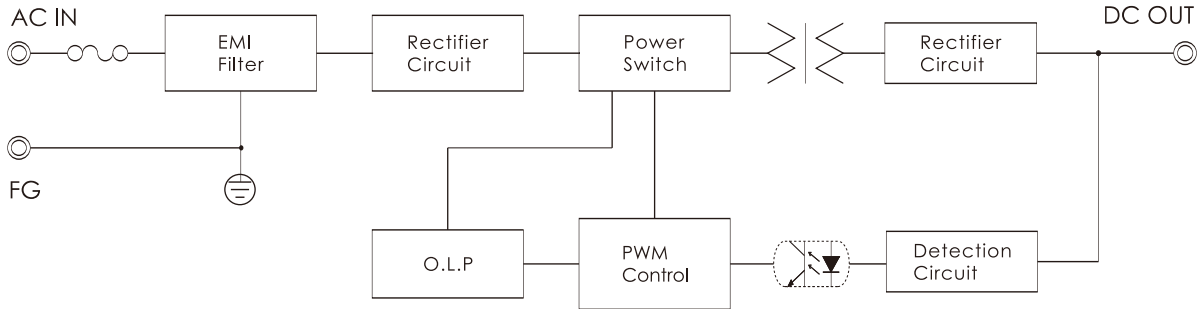 AC IN
DC OUT
EMI
Filter
Rectifier
Circuit
Power
Switch
Rectifier
Circuit
FG
O.L.P
PWM
Control
Detection
Circuit